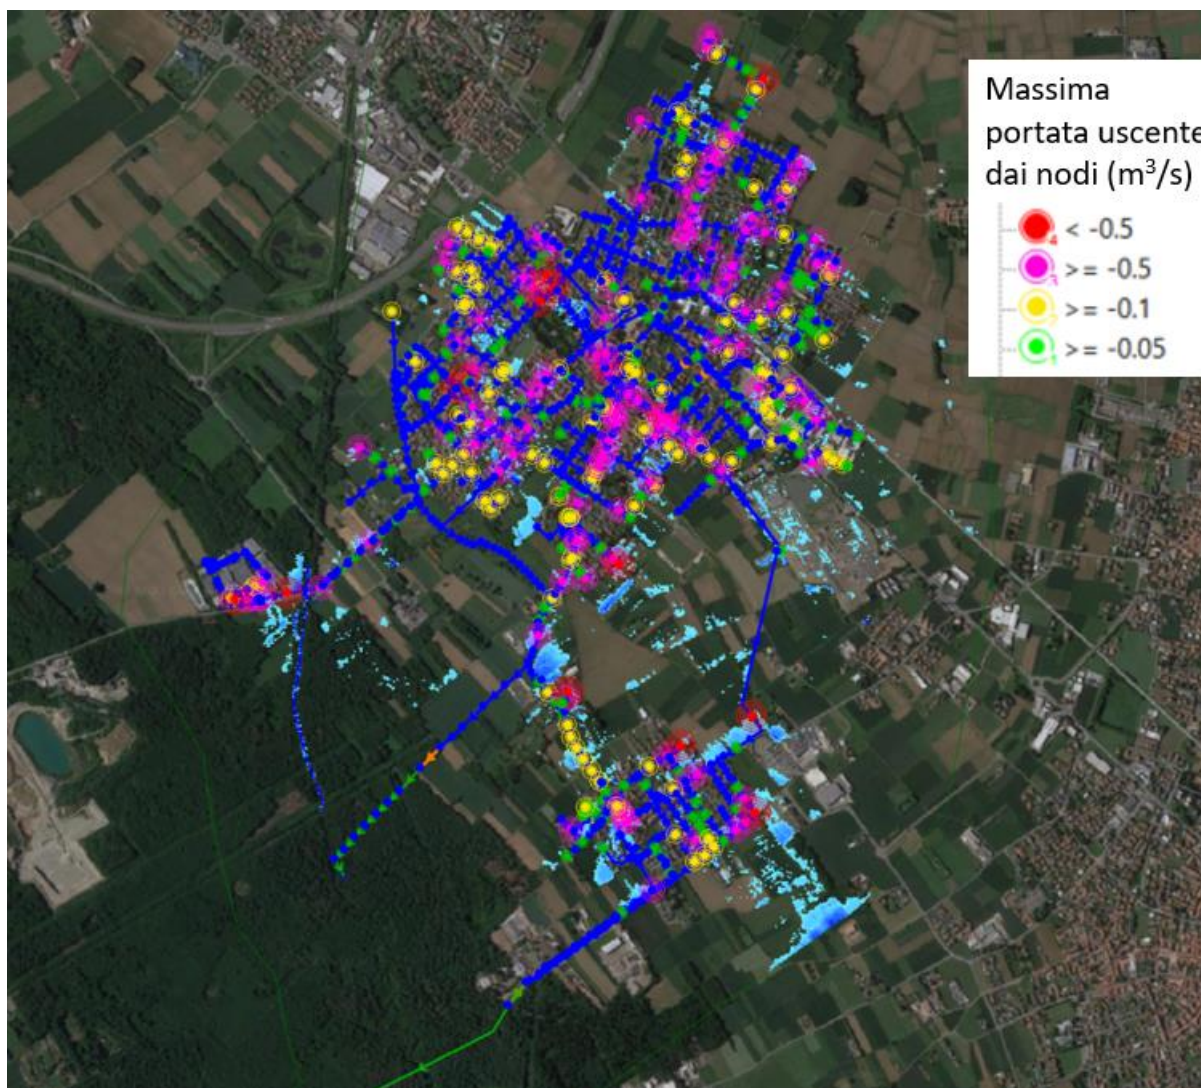 Massima
portata uscente
dai nodi (m³/s)
< -0.5
>= -0.5
>= -0.1
>= -0.05